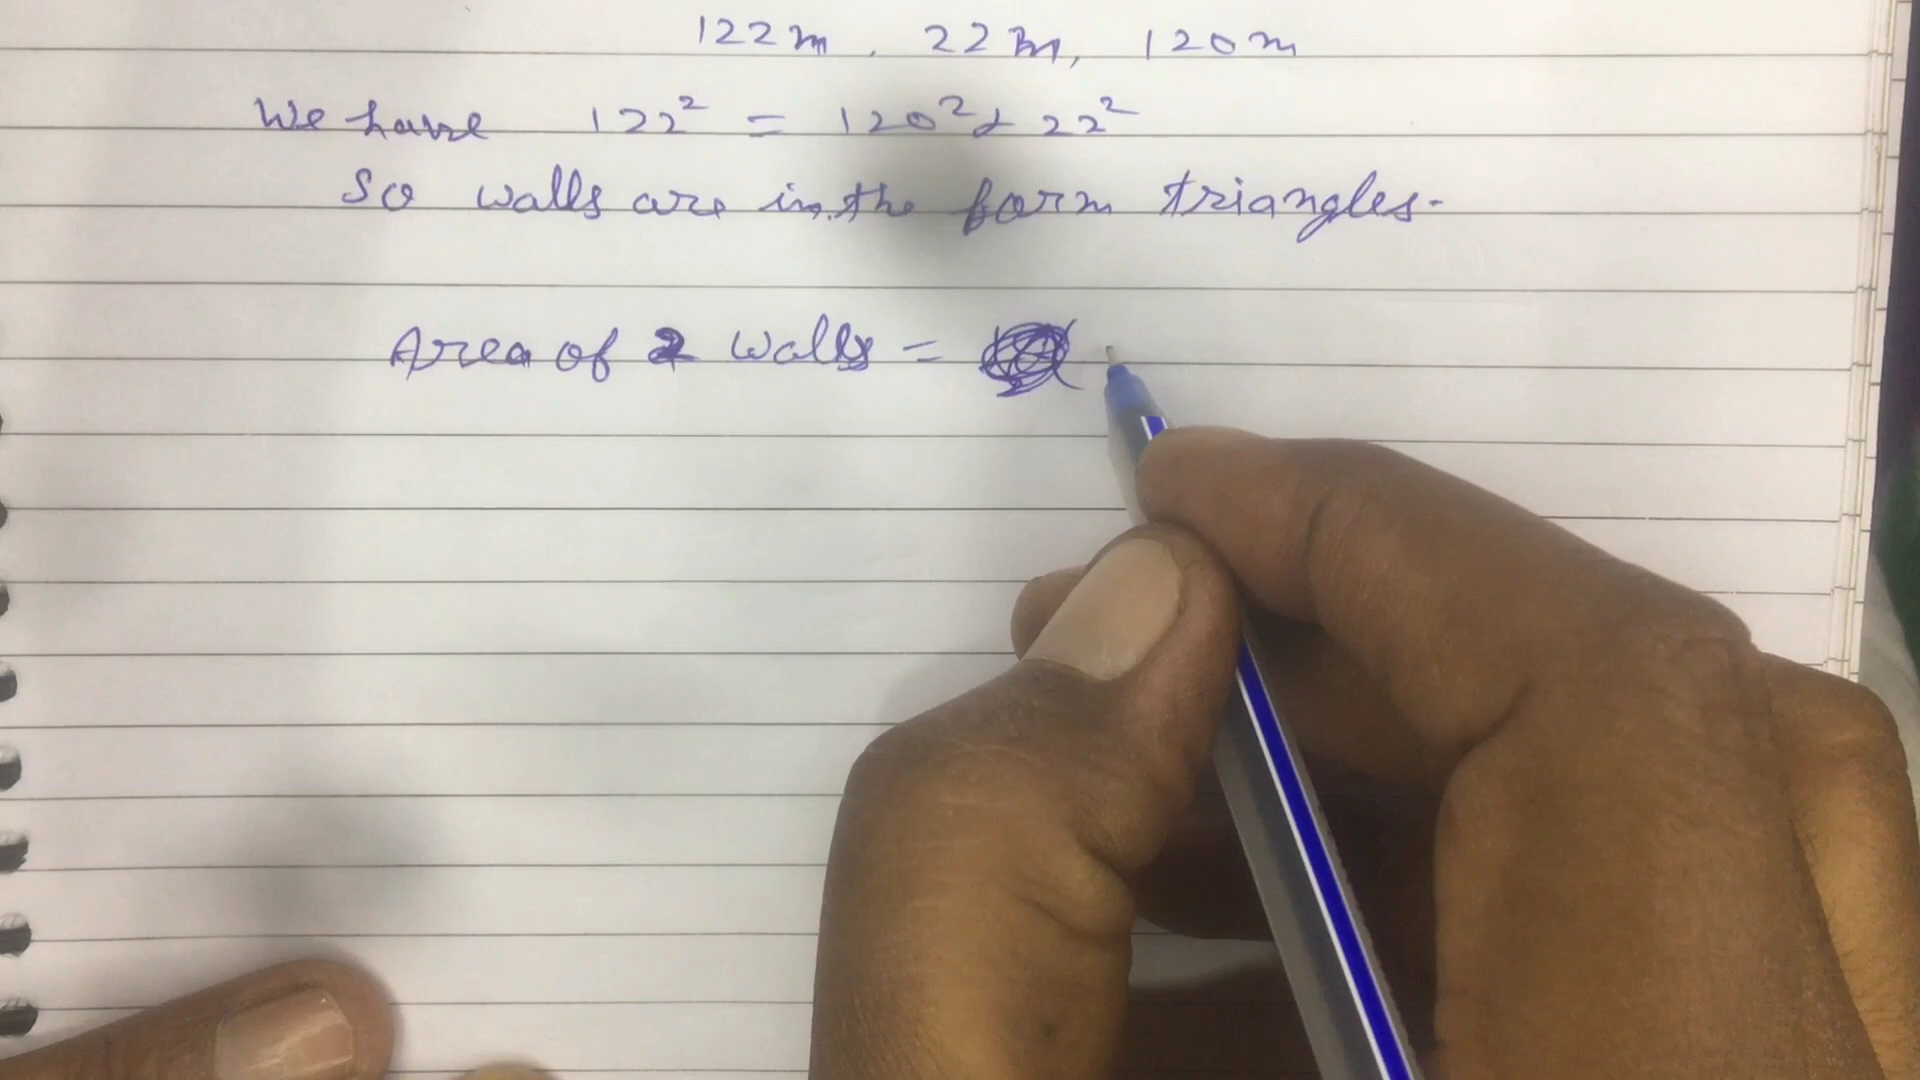 122m, 22m, 120m
We have 122² = 120² + 22²
So walls are in the form triangles.
Area of 2 walls =